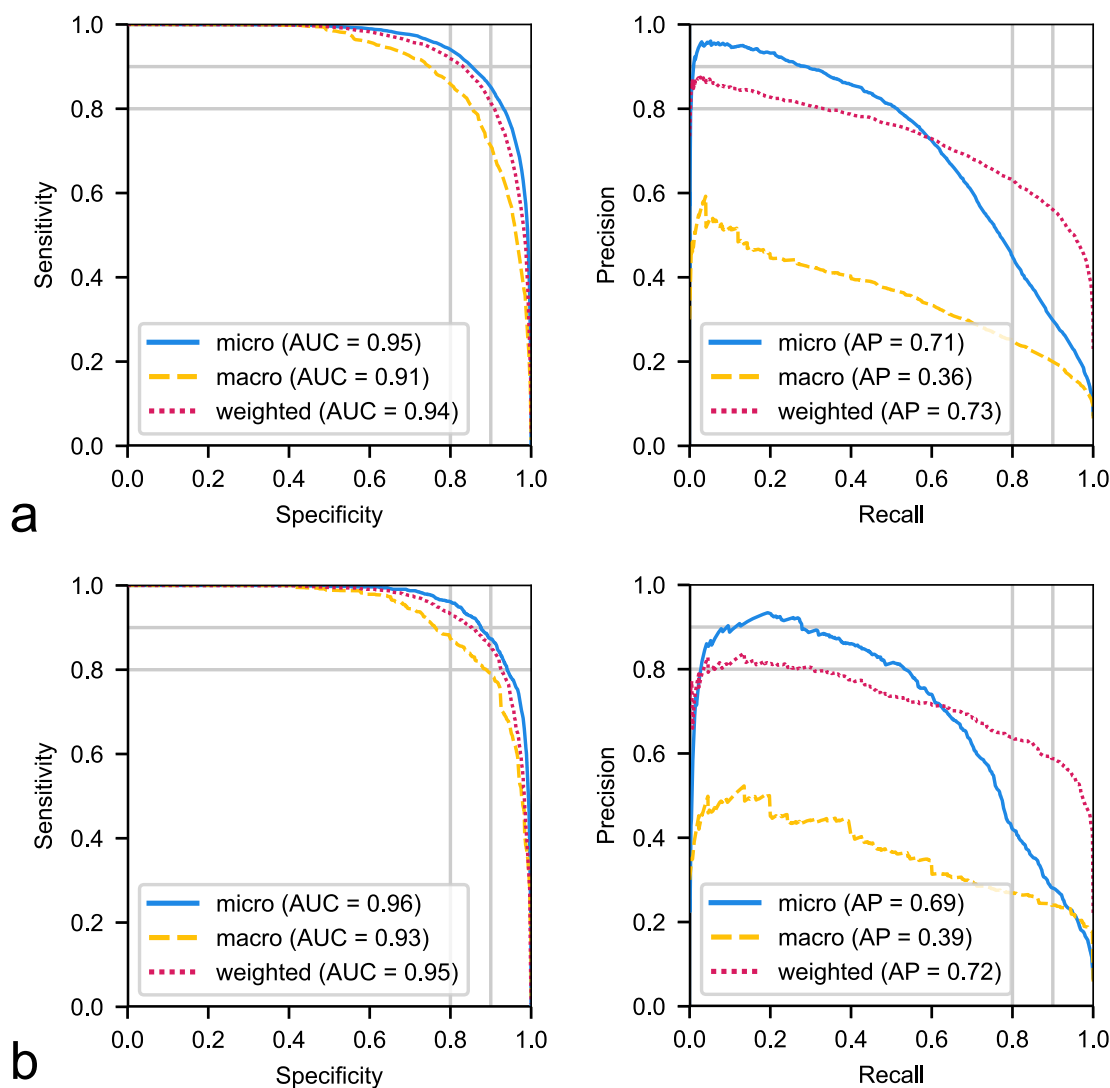 1.0
0.8
0.6
0.4
0.2
0.0
Sensitivity
micro (AUC = 0.95)
macro (AUC = 0.91)
weighted (AUC = 0.94)
0.0 0.2 0.4 0.6 0.8 1.0
Specificity
1.0
0.8
0.6
0.4
0.2
0.0
Precision
micro (AP = 0.71)
macro (AP = 0.36)
weighted (AP = 0.73)
0.0 0.2 0.4 0.6 0.8 1.0
Recall
a
1.0
0.8
0.6
0.4
0.2
0.0
Sensitivity
micro (AUC = 0.96)
macro (AUC = 0.93)
weighted (AUC = 0.95)
0.0 0.2 0.4 0.6 0.8 1.0
Specificity
1.0
0.8
0.6
0.4
0.2
0.0
Precision
micro (AP = 0.69)
macro (AP = 0.39)
weighted (AP = 0.72)
0.0 0.2 0.4 0.6 0.8 1.0
Recall
b